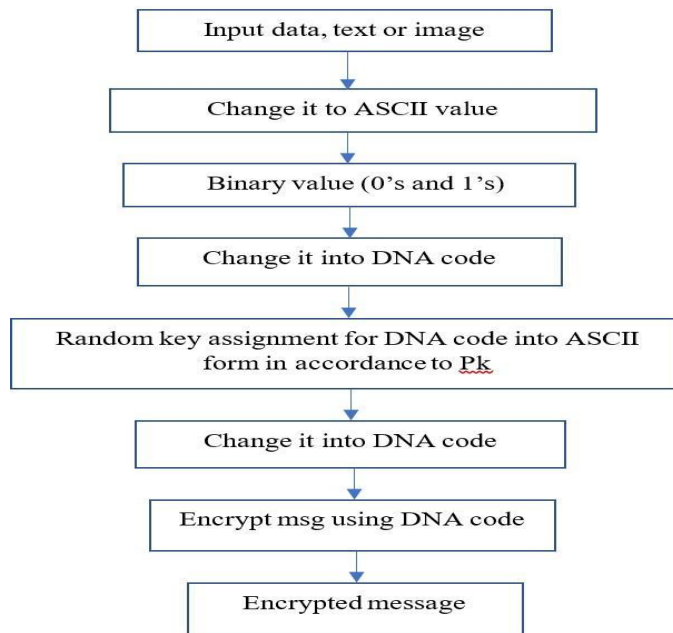 Input data, text or image
Change it to ASCII value
Binary value (0’s and 1’s)
Change it into DNA code
Random key assignment for DNA code into ASCII
form in accordance to Pk
Change it into DNA code
Encrypt msg using DNA code
Encrypted message